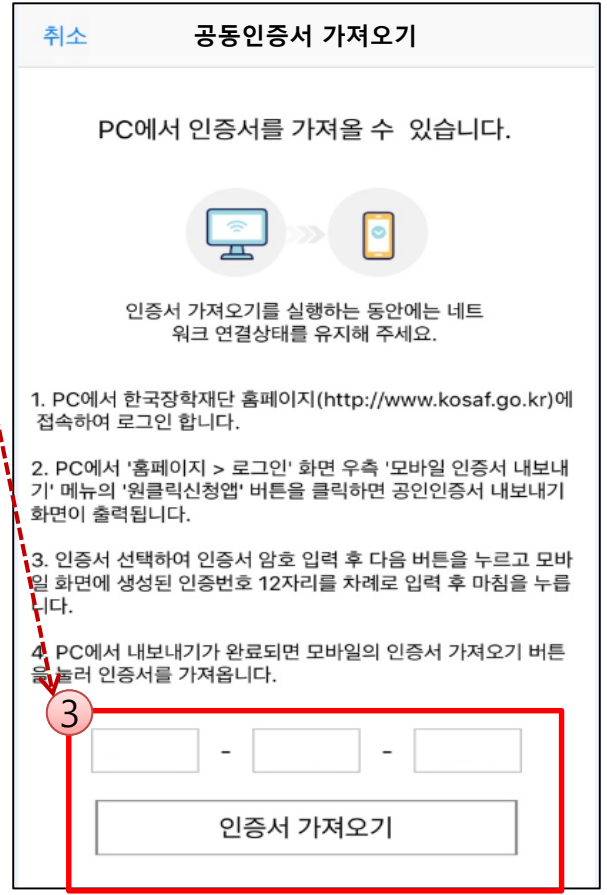 취소 공동인증서 가져오기
PC에서 인증서를 가져올 수 있습니다.
인증서 가져오기를 실행하는 동안에는 네트
워크 연결상태를 유지해 주세요.
1. PC에서 한국장학재단 홈페이지(http://www.kosaf.go.kr)에
접속하여 로그인 합니다.
2. PC에서 '홈페이지 > 로그인' 화면 우측 '모바일 인증서 내보내
기' 메뉴의 '원클릭신청앱' 버튼을 클릭하면 공인인증서 내보내기
화면이 출력됩니다.
3. 인증서 선택하여 인증서 암호 입력 후 다음 버튼을 누르고 모바
일 화면에 생성된 인증번호 12자리를 차례로 입력 후 마침을 누릅
니다.
4. PC에서 내보내기가 완료되면 모바일의 인증서 가져오기 버튼
을 눌러 인증서를 가져옵니다.
3
- -
인증서 가져오기